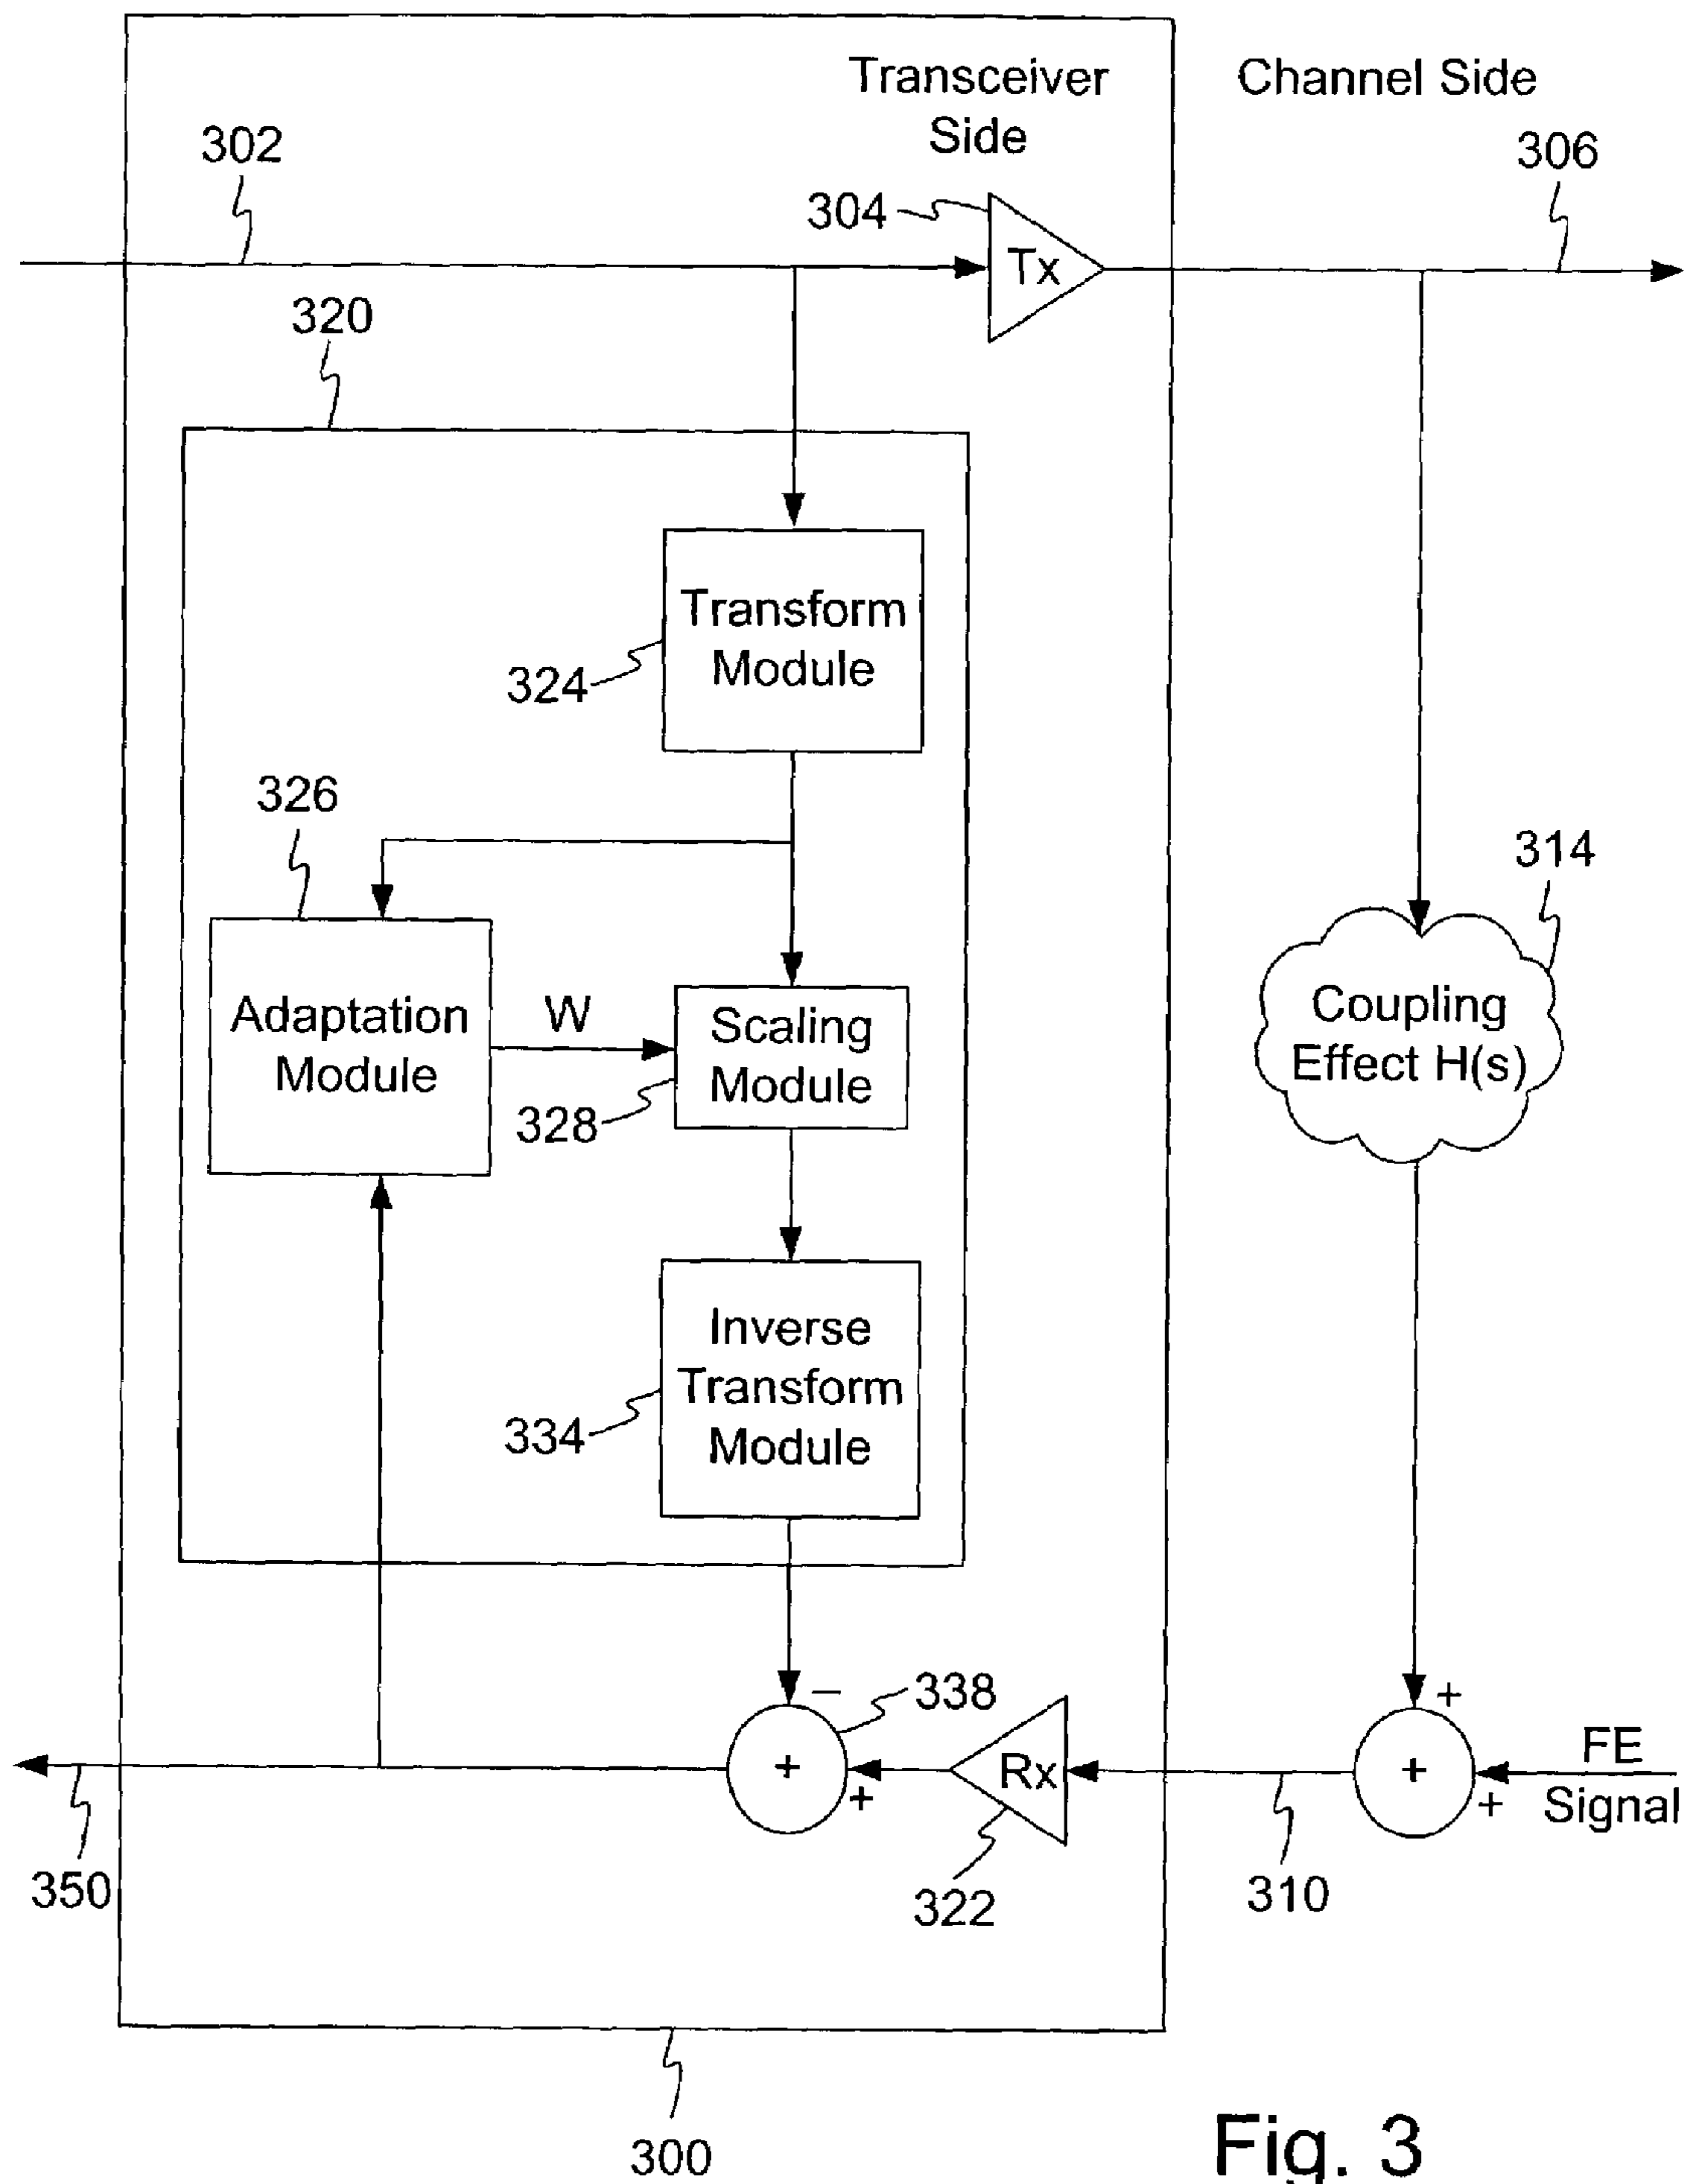 Transceiver
Side
Channel Side
302
304
Tx
306
320
Transform
Module
324
326
314
Adaptation
Module
W
Scaling
Module
328
Coupling
Effect H(s)
Inverse
Transform
Module
334
338
−
+
+
Rx
322
+
+
+
FE
Signal
350
310
300
Fig. 3